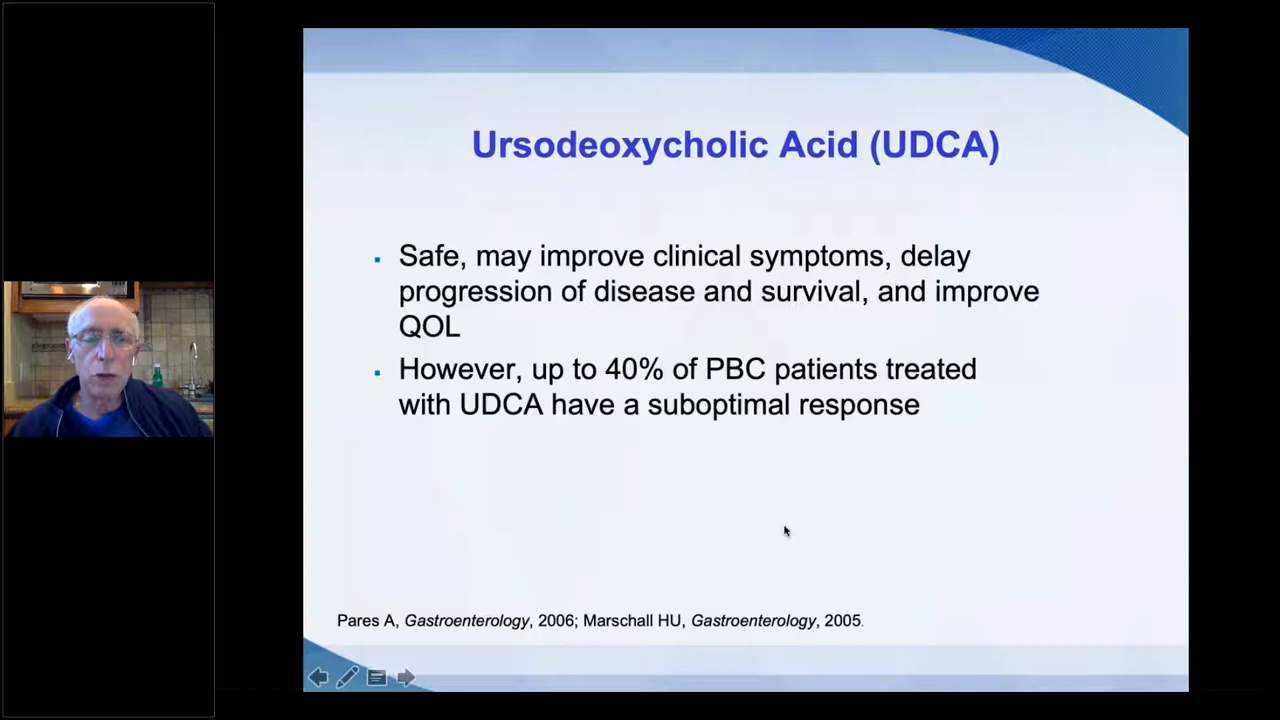 Ursodeoxycholic Acid (UDCA)
Safe, may improve clinical symptoms, delay
progression of disease and survival, and improve
QOL
However, up to 40% of PBC patients treated
with UDCA have a suboptimal response
Pares A, Gastroenterology, 2006; Marschall HU, Gastroenterology, 2005.